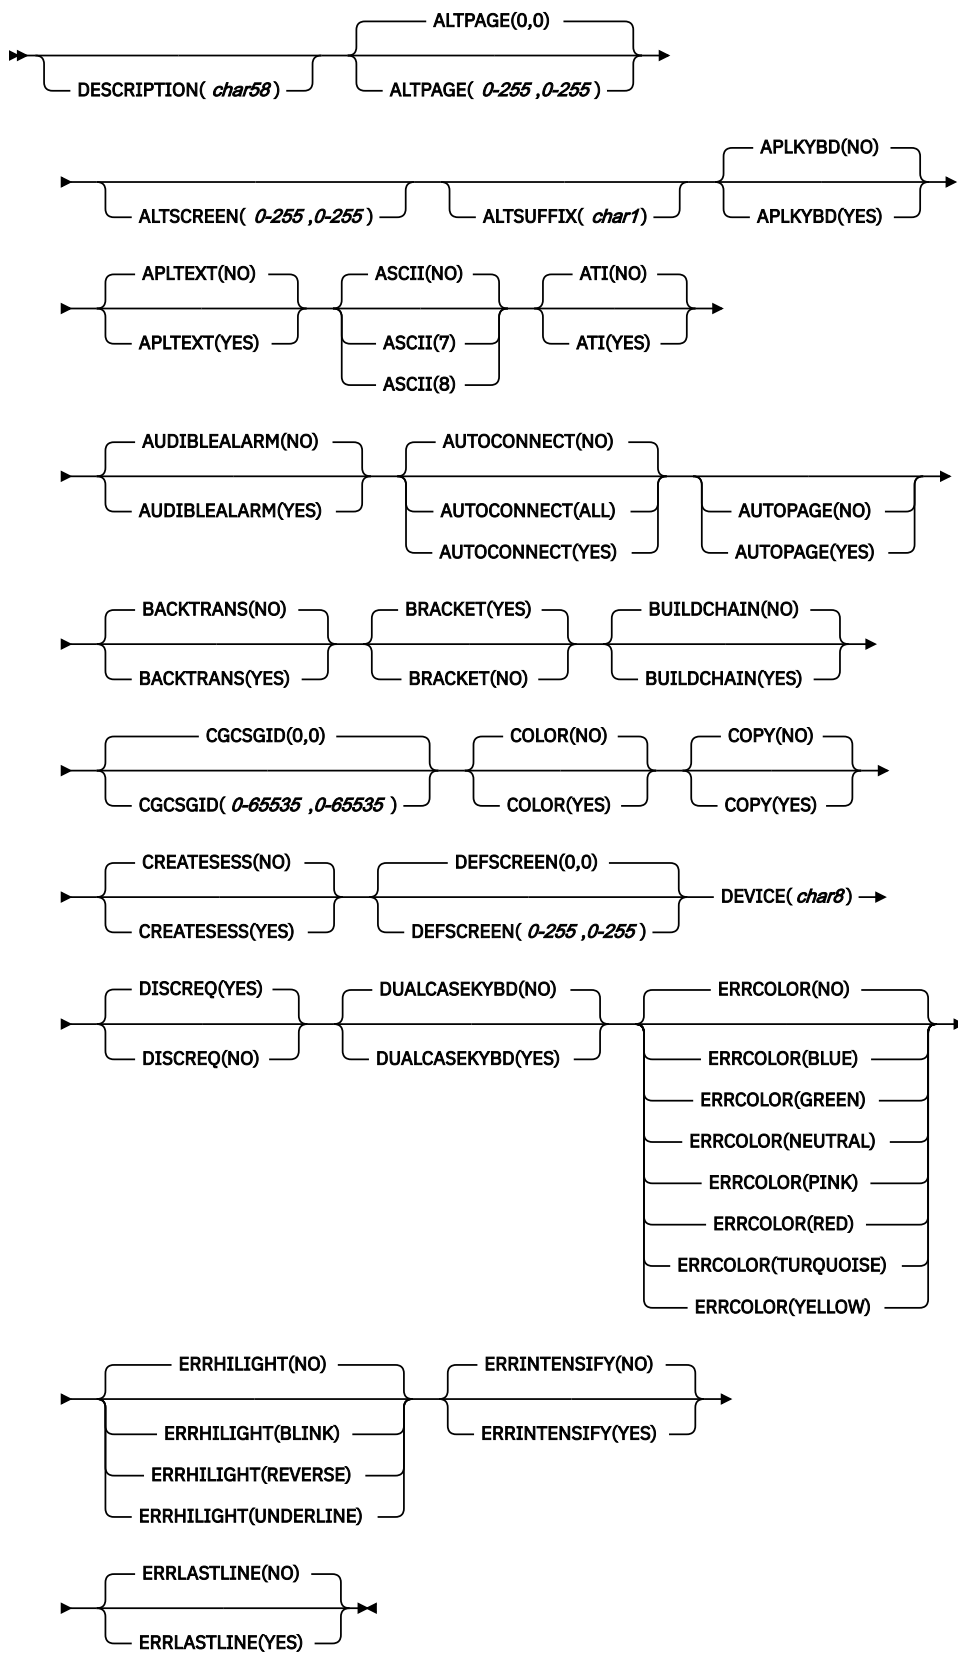 ALTPAGE(0,0)
DESCRIPTION( char58 )
ALTPAGE( 0-255 ,0-255 )
APLKYBD(NO)
ALTSCREEN( 0-255 ,0-255 )
ALTSUFFIX( char1 )
APLKYBD(YES)
APLTEXT(NO)
ASCII(NO)
ATI(NO)
APLTEXT(YES)
ASCII(7)
ATI(YES)
ASCII(8)
AUDIBLEALARM(NO)
AUTOCONNECT(NO)
AUDIBLEALARM(YES)
AUTOCONNECT(ALL)
AUTOPAGE(NO)
AUTOCONNECT(YES)
AUTOPAGE(YES)
BACKTRANS(NO)
BRACKET(YES)
BUILDCHAIN(NO)
BACKTRANS(YES)
BRACKET(NO)
BUILDCHAIN(YES)
CGCSGID(0,0)
COLOR(NO)
COPY(NO)
CGCSGID( 0-65535 ,0-65535 )
COLOR(YES)
COPY(YES)
CREATESESS(NO)
DEFSCREEN(0,0)
DEVICE( char8 )
CREATESESS(YES)
DEFSCREEN( 0-255 ,0-255 )
DISCREQ(YES)
DUALCASEKYBD(NO)
ERRCOLOR(NO)
DISCREQ(NO)
DUALCASEKYBD(YES)
ERRCOLOR(BLUE)
ERRCOLOR(GREEN)
ERRCOLOR(NEUTRAL)
ERRCOLOR(PINK)
ERRCOLOR(RED)
ERRCOLOR(TURQUOISE)
ERRCOLOR(YELLOW)
ERRHILIGHT(NO)
ERRINTENSIFY(NO)
ERRHILIGHT(BLINK)
ERRINTENSIFY(YES)
ERRHILIGHT(REVERSE)
ERRHILIGHT(UNDERLINE)
ERRLASTLINE(NO)
ERRLASTLINE(YES)